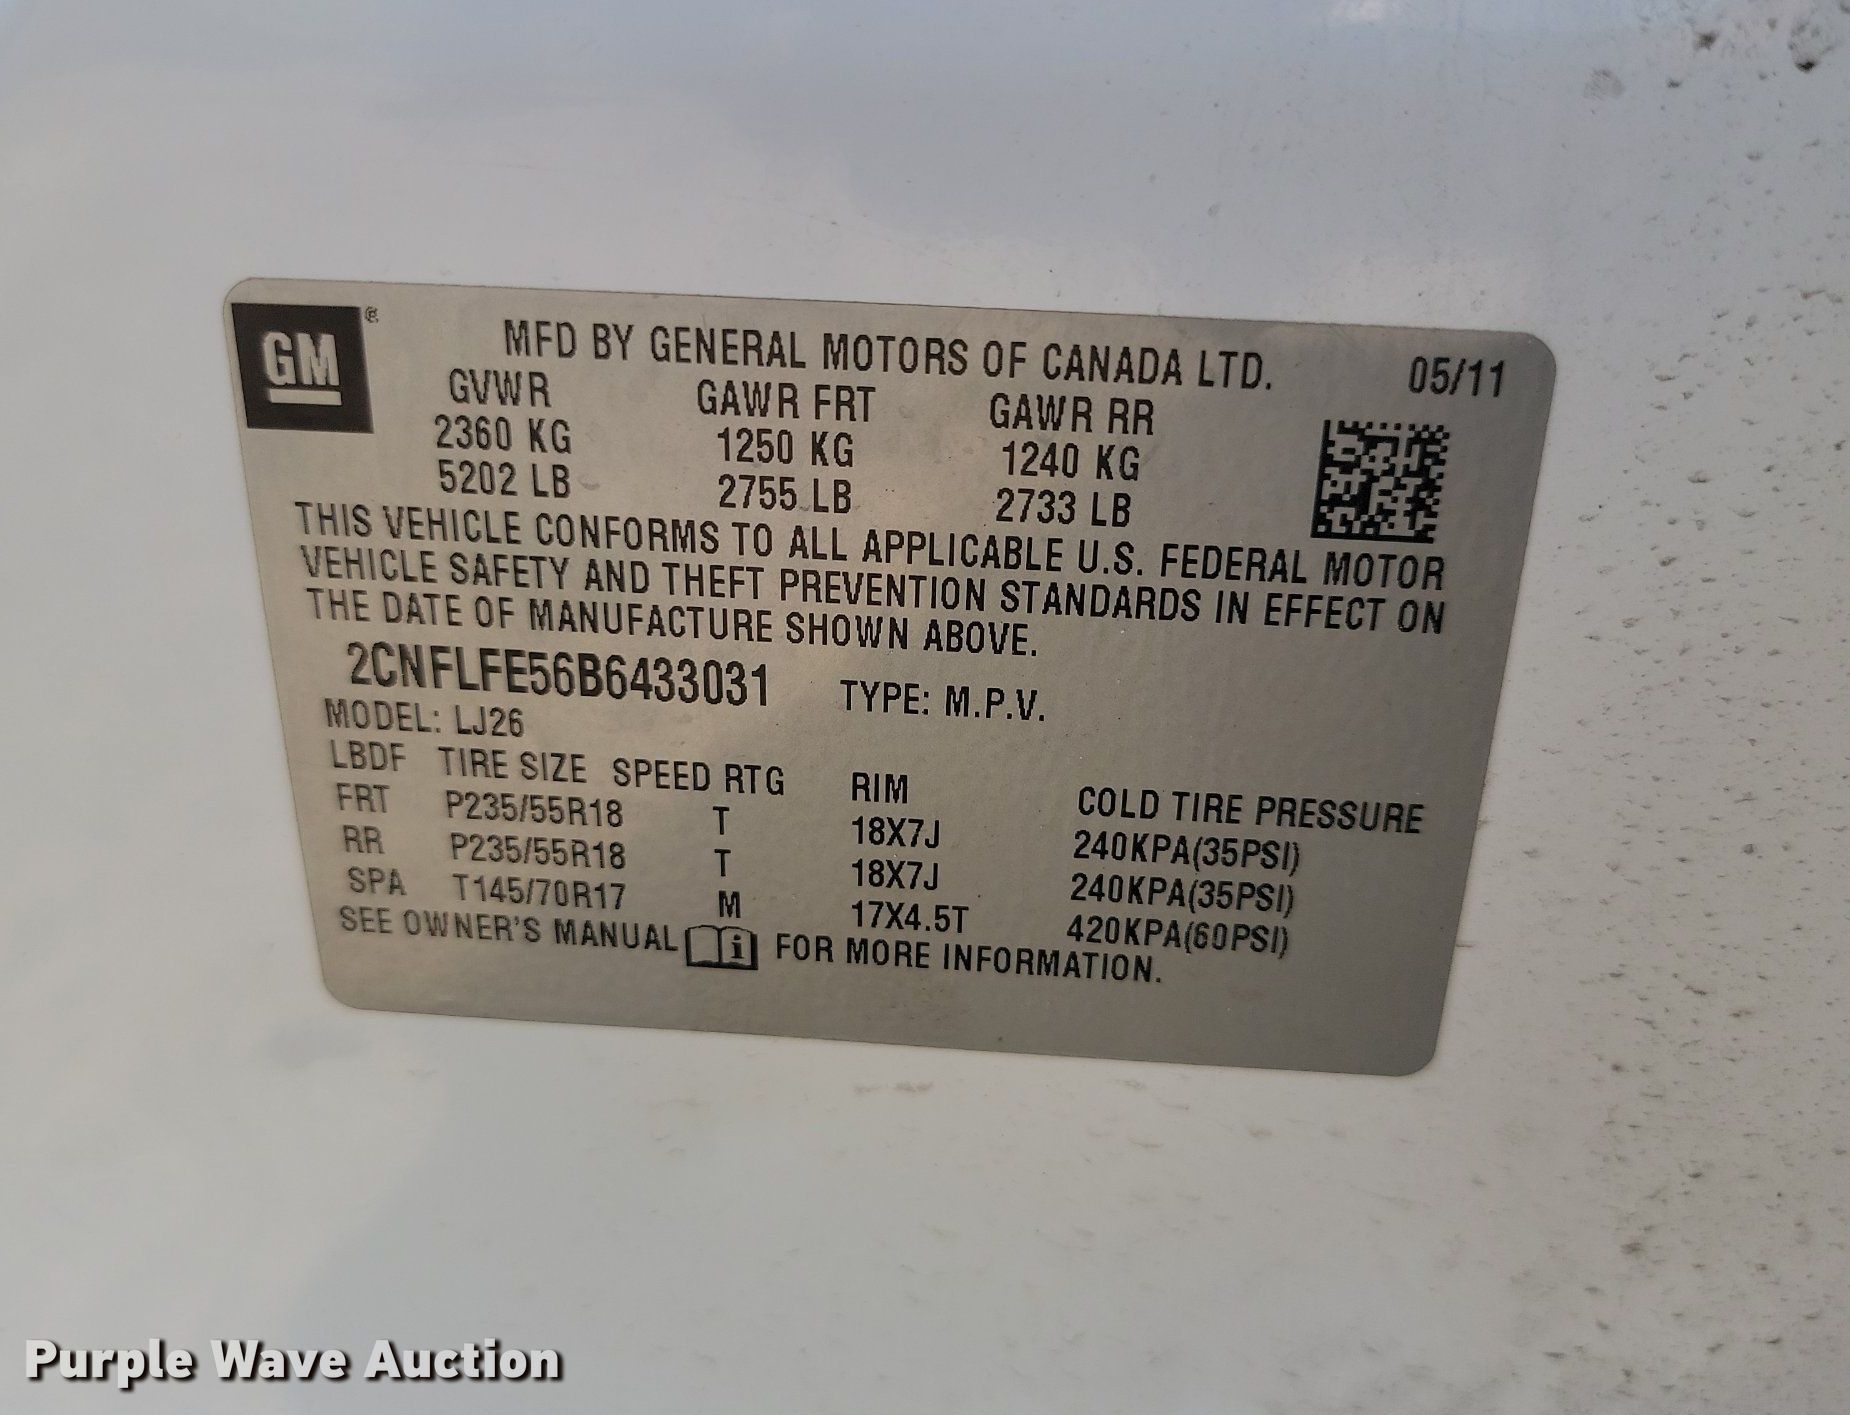 GM ®
MFD BY GENERAL MOTORS OF CANADA LTD. 05/11
GVWR GAWR FRT GAWR RR
2360 KG 1250 KG 1240 KG
5202 LB 2755 LB 2733 LB
THIS VEHICLE CONFORMS TO ALL APPLICABLE U.S. FEDERAL MOTOR
VEHICLE SAFETY AND THEFT PREVENTION STANDARDS IN EFFECT ON
THE DATE OF MANUFACTURE SHOWN ABOVE.
2CNFLFE56B6433031 TYPE: M.P.V.
MODEL: LJ26
LBDF TIRE SIZE SPEED RTG RIM COLD TIRE PRESSURE
FRT P235/55R18 T 18X7J 240KPA(35PSI)
RR P235/55R18 T 18X7J 240KPA(35PSI)
SPA T145/70R17 M 17X4.5T 420KPA(60PSI)
SEE OWNER'S MANUAL i FOR MORE INFORMATION.
Purple Wave Auction